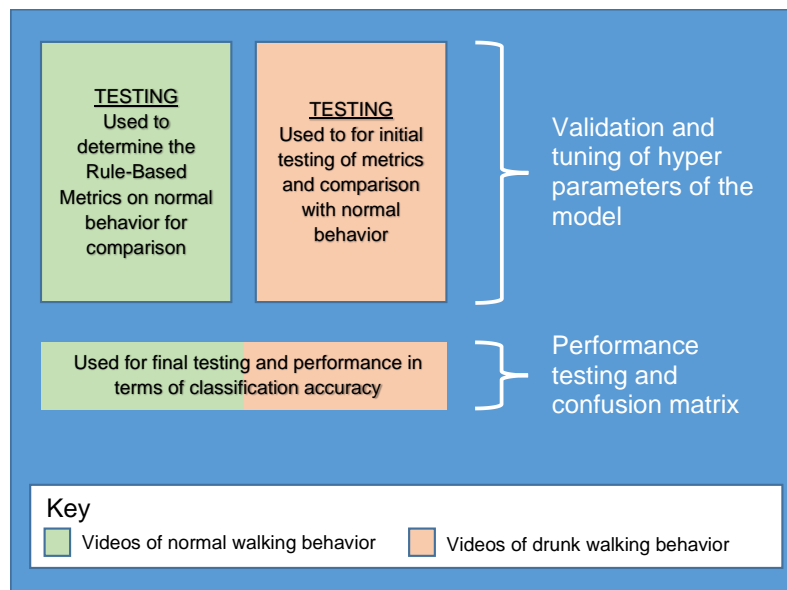 TESTING
Used to
determine the
Rule-Based
Metrics on normal
behavior for
comparison
TESTING
Used to for initial
testing of metrics
and comparison
with normal
behavior
Validation and
tuning of hyper
parameters of the
model
Used for final testing and performance in
terms of classification accuracy
Performance
testing and
confusion matrix
Key
Videos of normal walking behavior
Videos of drunk walking behavior